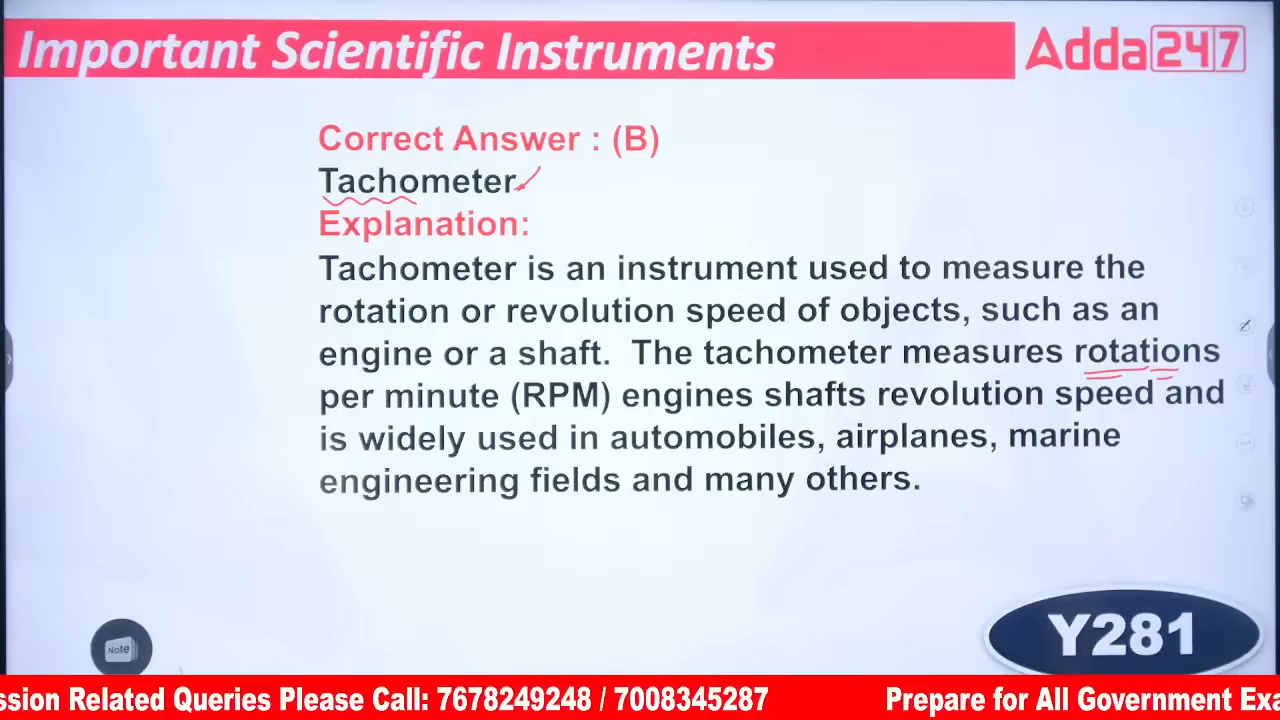 Important Scientific Instruments
Adda247
Correct Answer : (B)
Tachometer
Explanation:
Tachometer is an instrument used to measure the
rotation or revolution speed of objects, such as an
engine or a shaft. The tachometer measures rotations
per minute (RPM) engines shafts revolution speed and
is widely used in automobiles, airplanes, marine
engineering fields and many others.
Note
Y281
ssion Related Queries Please Call: 7678249248 / 7008345287 Prepare for All Government Exa